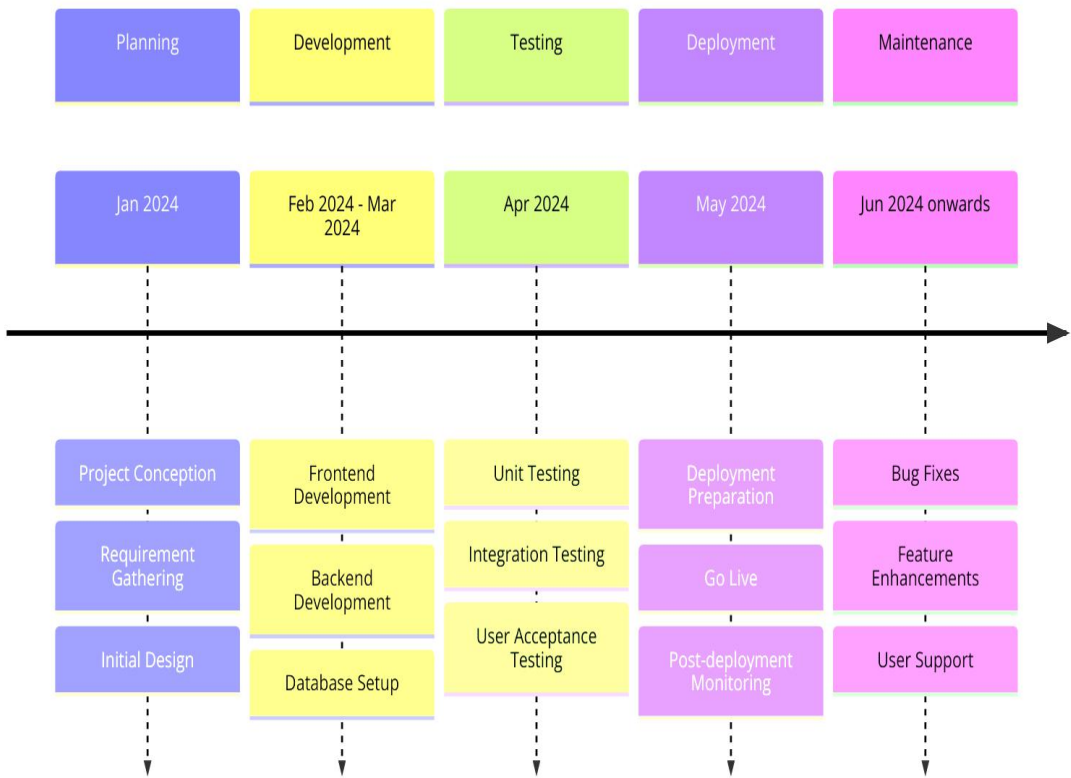 Planning
Development
Testing
Deployment
Maintenance
Jan 2024
Feb 2024 - Mar
2024
Apr 2024
May 2024
Jun 2024 onwards
Project Conception
Requirement
Gathering
Initial Design
Frontend
Development
Backend
Development
Database Setup
Unit Testing
Integration Testing
User Acceptance
Testing
Deployment
Preparation
Go Live
Post-deployment
Monitoring
Bug Fixes
Feature
Enhancements
User Support